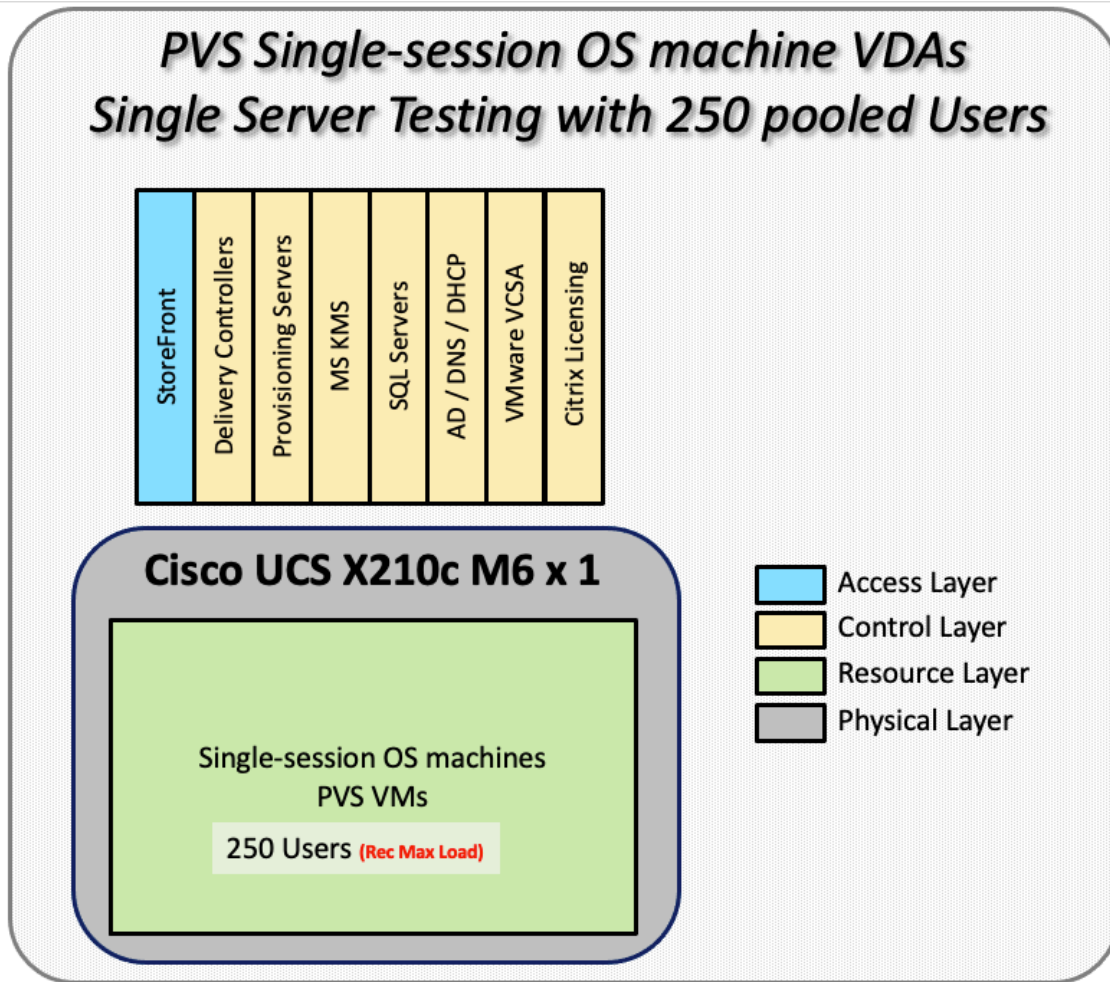 PVS Single-session OS machine VDAs
Single Server Testing with 250 pooled Users
StoreFront
Delivery Controllers
Provisioning Servers
MS KMS
SQL Servers
AD / DNS / DHCP
VMware VCSA
Citrix Licensing
Cisco UCS X210c M6 x 1
Single-session OS machines
PVS VMs
250 Users (Rec Max Load)
Access Layer
Control Layer
Resource Layer
Physical Layer